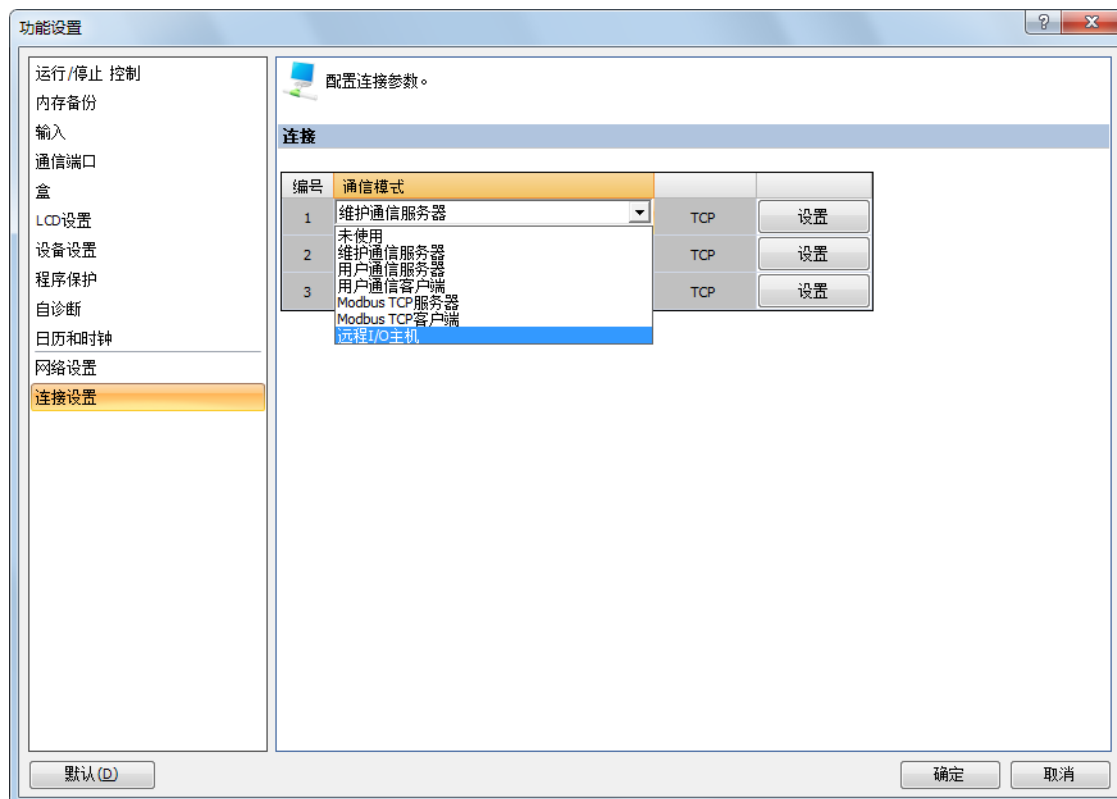 功能设置
运行/停止 控制
内存备份
输入
通信端口
盒
LCD设置
设备设置
程序保护
自诊断
日历和时钟
网络设置
连接设置
配置连接参数。
连接
编号 通信模式
1 维护通信服务器 TCP 设置
未使用
维护通信服务器
用户通信服务器
用户通信客户端
Modbus TCP服务器
Modbus TCP客户端
远程I/O主机
2 TCP 设置
3 TCP 设置
默认(D)
确定
取消